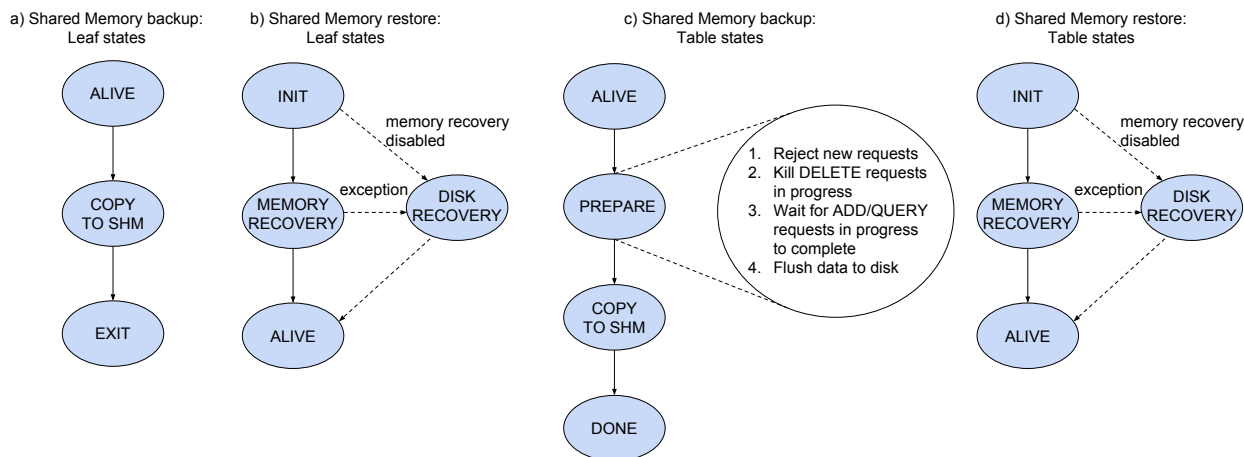 a) Shared Memory backup:
Leaf states
ALIVE
COPY
TO SHM
EXIT
b) Shared Memory restore:
Leaf states
INIT
memory recovery
disabled
exception
MEMORY
RECOVERY
DISK
RECOVERY
ALIVE
c) Shared Memory backup:
Table states
ALIVE
PREPARE
1. Reject new requests
2. Kill DELETE requests
in progress
3. Wait for ADD/QUERY
requests in progress
to complete
4. Flush data to disk
COPY
TO SHM
DONE
d) Shared Memory restore:
Table states
INIT
memory recovery
disabled
exception
MEMORY
RECOVERY
DISK
RECOVERY
ALIVE